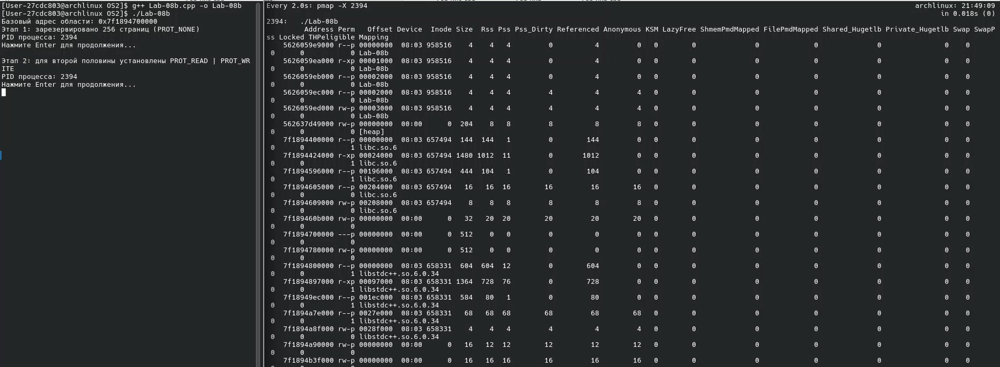 [User-27cdc803@archlinux OS2]$ g++ Lab-08b.cpp -o Lab-08b
[User-27cdc803@archlinux OS2]$ ./Lab-08b
Базовый адрес области: 0x7f1894700000
Этап 1: зарезервировано 256 страниц (PROT_NONE)
PID процесса: 2394
Нажмите Enter для продолжения...
Этап 2: для второй половины установлены PROT_READ | PROT_WR
ITE
PID процесса: 2394
Нажмите Enter для продолжения...
Every 2.0s: pmap -X 2394 archlinux: 21:49:09
in 0.018s (0)
2394: ./Lab-08b
Address Perm Offset Device Inode Size Rss Pss Pss_Dirty Referenced Anonymous KSM LazyFree ShmemPmdMapped FilePmdMapped Shared_Hugetlb Private_Hugetlb Swap SwapP
ss Locked THPeligible Mapping
5626059e9000 r--p 00000000 08:03 958516 4 4 4 0 4 0 0 0 0 0 0 0 0 0
0 0 0 Lab-08b
5626059ea000 r-xp 00001000 08:03 958516 4 4 4 0 4 0 0 0 0 0 0 0 0 0
0 0 0 Lab-08b
5626059eb000 r--p 00002000 08:03 958516 4 4 4 0 4 0 0 0 0 0 0 0 0 0
0 0 0 Lab-08b
5626059ec000 r--p 00002000 08:03 958516 4 4 4 4 4 4 0 0 0 0 0 0 0 0
0 0 0 Lab-08b
5626059ed000 rw-p 00003000 08:03 958516 4 4 4 4 4 4 0 0 0 0 0 0 0 0
0 0 0 Lab-08b
562637d49000 rw-p 00000000 00:00 0 204 8 8 8 8 8 0 0 0 0 0 0 0 0
0 0 0 [heap]
7f1894400000 r--p 00000000 08:03 657494 144 144 1 0 144 0 0 0 0 0 0 0 0 0
0 0 1 libc.so.6
7f1894424000 r-xp 00024000 08:03 657494 1480 1012 11 0 1012 0 0 0 0 0 0 0 0 0
0 0 1 libc.so.6
7f1894596000 r--p 00196000 08:03 657494 444 104 1 0 104 0 0 0 0 0 0 0 0 0
0 0 1 libc.so.6
7f1894605000 r--p 00204000 08:03 657494 16 16 16 16 16 16 0 0 0 0 0 0 0 0
0 0 0 libc.so.6
7f1894609000 rw-p 00208000 08:03 657494 8 8 8 8 8 8 0 0 0 0 0 0 0 0
0 0 0 libc.so.6
7f189460b000 rw-p 00000000 00:00 0 32 20 20 20 20 20 0 0 0 0 0 0 0 0
0 0 0
7f1894700000 ---p 00000000 00:00 0 512 0 0 0 0 0 0 0 0 0 0 0 0 0
0 0 0
7f1894780000 rw-p 00000000 00:00 0 512 0 0 0 0 0 0 0 0 0 0 0 0 0
0 0 0
7f1894800000 r--p 00000000 08:03 658331 604 604 12 0 604 0 0 0 0 0 0 0 0 0
0 0 1 libstdc++.so.6.0.34
7f1894897000 r-xp 00097000 08:03 658331 1364 728 76 0 728 0 0 0 0 0 0 0 0 0
0 0 1 libstdc++.so.6.0.34
7f18949ec000 r--p 001ec000 08:03 658331 584 80 1 0 80 0 0 0 0 0 0 0 0 0
0 0 1 libstdc++.so.6.0.34
7f1894a7e000 r--p 0027e000 08:03 658331 68 68 68 68 68 68 0 0 0 0 0 0 0 0
0 0 1 libstdc++.so.6.0.34
7f1894a8f000 rw-p 0028f000 08:03 658331 4 4 4 4 4 4 0 0 0 0 0 0 0 0
0 0 0 libstdc++.so.6.0.34
7f1894a90000 rw-p 00000000 00:00 0 16 12 12 12 12 12 0 0 0 0 0 0 0 0
0 0 0
7f1894b3f000 rw-p 00000000 00:00 0 16 16 16 16 16 16 0 0 0 0 0 0 0 0